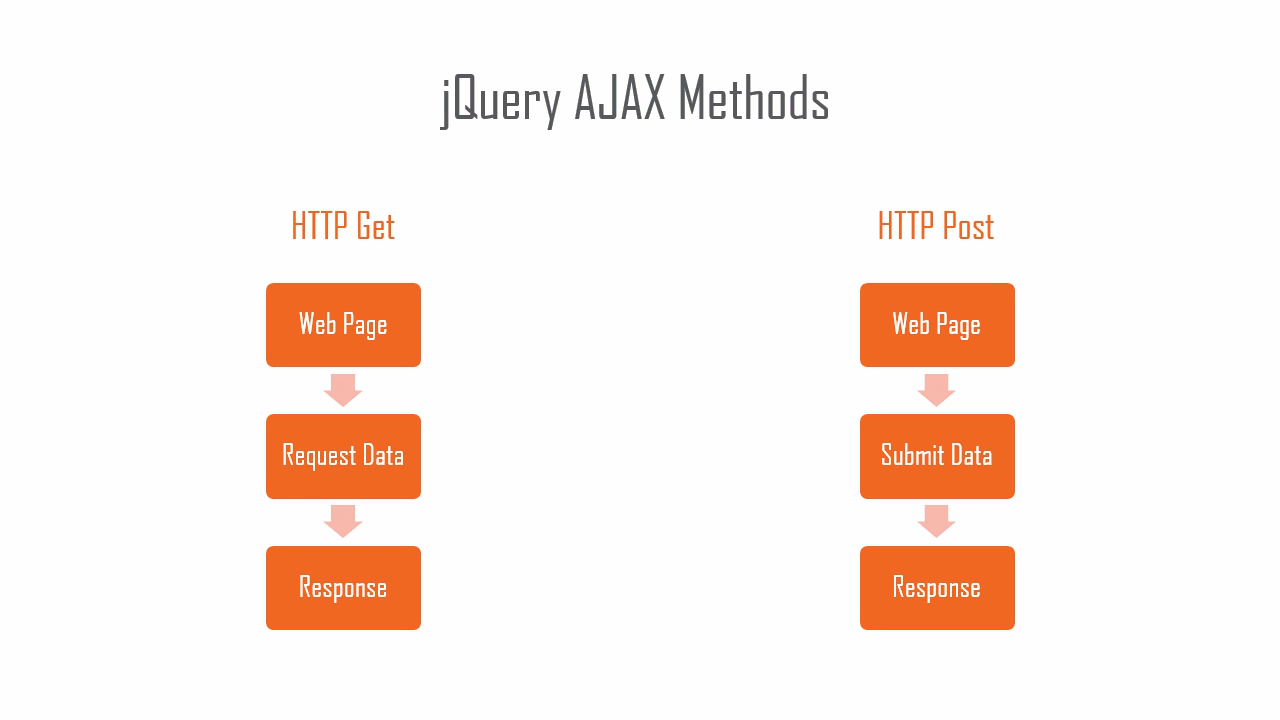 jQuery AJAX Methods
HTTP Get
Web Page
Request Data
Response
HTTP Post
Web Page
Submit Data
Response